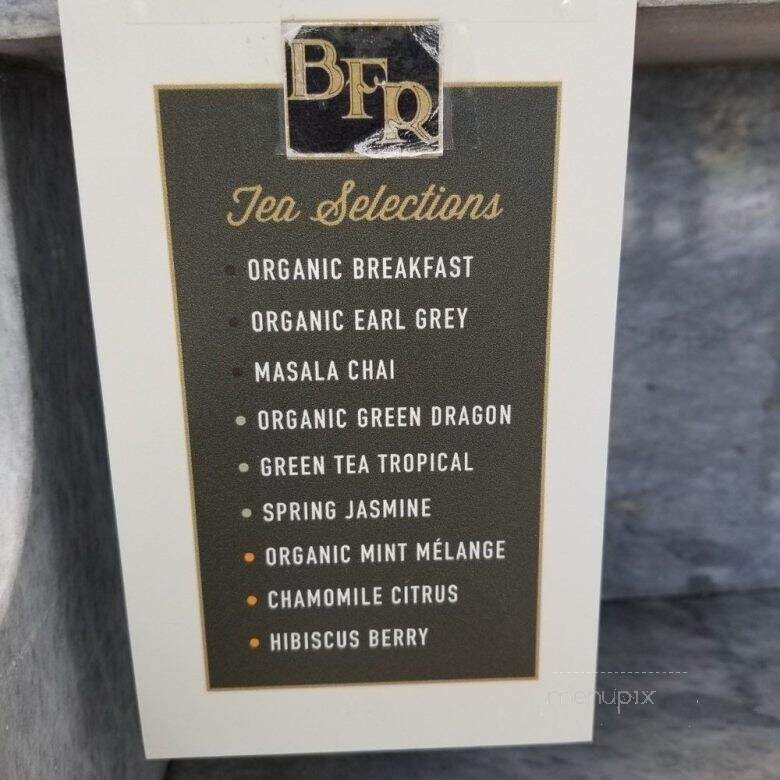 BFR
Tea Selections
• ORGANIC BREAKFAST
• ORGANIC EARL GREY
• MASALA CHAI
• ORGANIC GREEN DRAGON
• GREEN TEA TROPICAL
• SPRING JASMINE
• ORGANIC MINT MÉLANGE
• CHAMOMILE CITRUS
• HIBISCUS BERRY
menupix